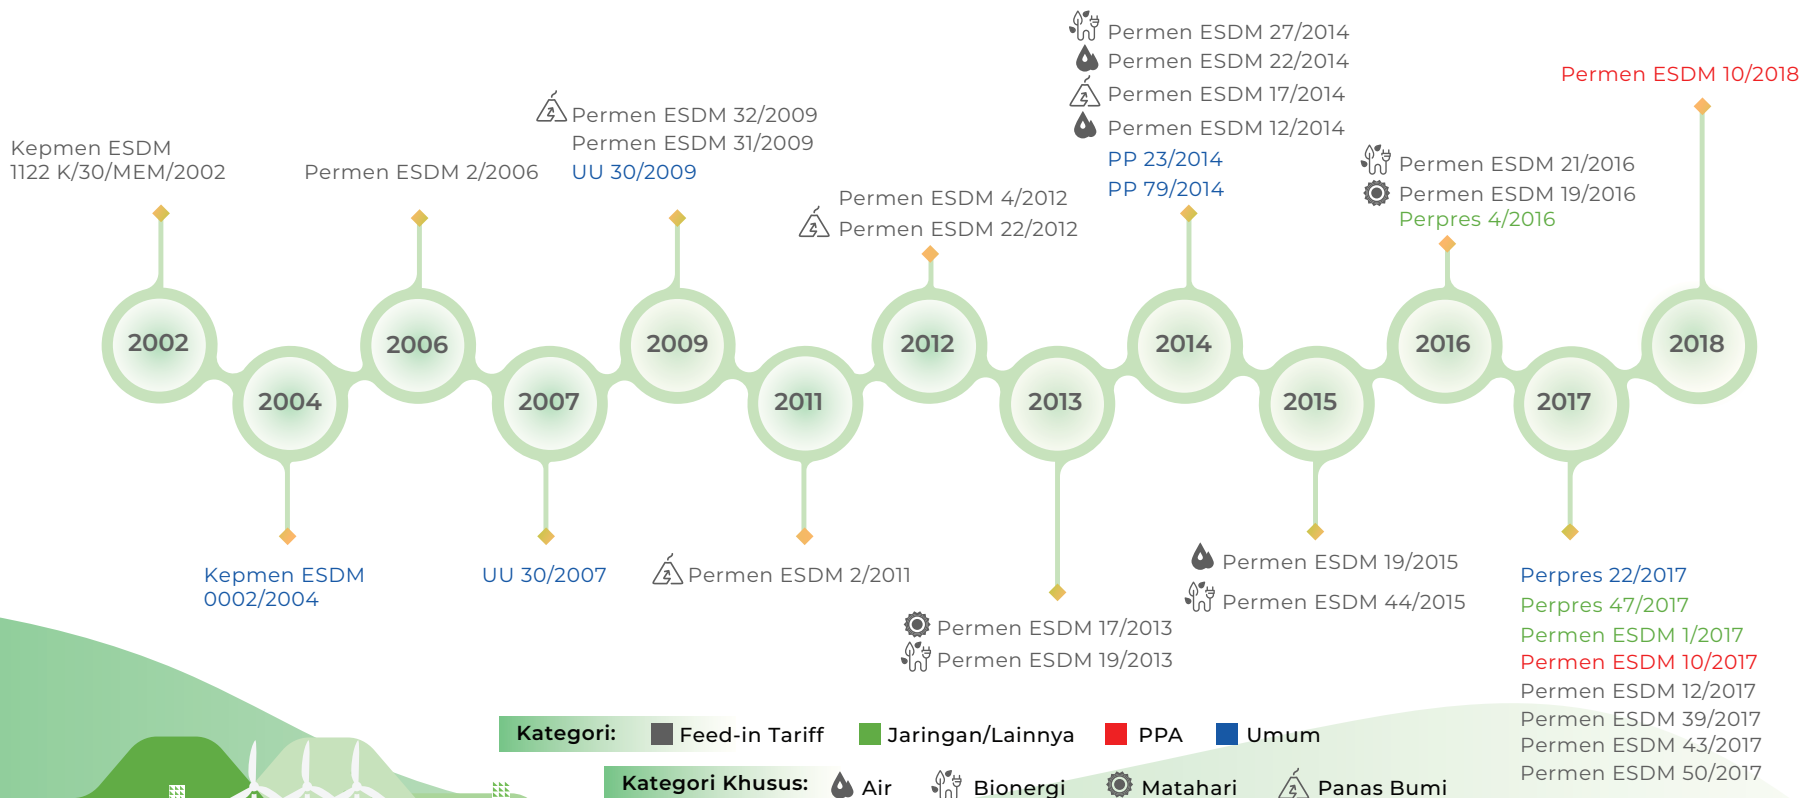 Kepmen ESDM
1122 K/30/MEM/2002
2002
2004
Kepmen ESDM
0002/2004
Permen ESDM 2/2006
2006
2007
UU 30/2007
Permen ESDM 32/2009
Permen ESDM 31/2009
UU 30/2009
2009
2011
Permen ESDM 2/2011
Permen ESDM 4/2012
Permen ESDM 22/2012
2012
2013
Permen ESDM 17/2013
Permen ESDM 19/2013
Permen ESDM 27/2014
Permen ESDM 22/2014
Permen ESDM 17/2014
Permen ESDM 12/2014
PP 23/2014
PP 79/2014
2014
2015
Permen ESDM 19/2015
Permen ESDM 44/2015
Permen ESDM 21/2016
Permen ESDM 19/2016
Perpres 4/2016
2016
2017
Perpres 22/2017
Perpres 47/2017
Permen ESDM 1/2017
Permen ESDM 10/2017
Permen ESDM 12/2017
Permen ESDM 39/2017
Permen ESDM 43/2017
Permen ESDM 50/2017
Permen ESDM 10/2018
2018
Kategori: Feed-in Tariff Jaringan/Lainnya PPA Umum
Kategori Khusus: Air Bionergi Matahari Panas Bumi